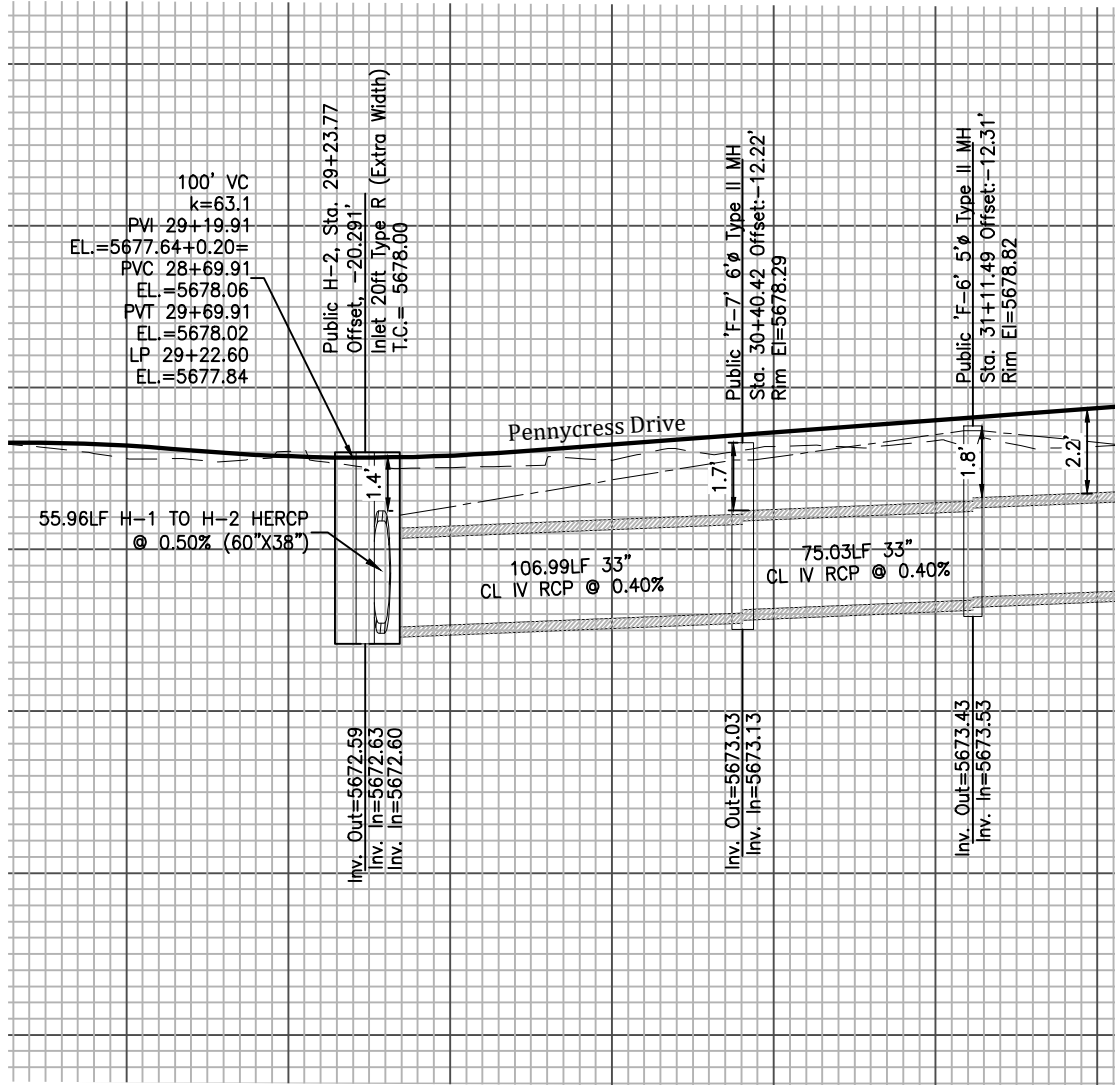 100' VC
k=63.1
PVI 29+19.91
EL.=5677.64+0.20=
PVC 28+69.91
EL.=5678.06
PVT 29+69.91
EL.=5678.02
LP 29+22.60
EL.=5677.84
Public H-2, Sta. 29+23.77
Offset, -20.291'
Inlet 20ft Type R (Extra Width)
T.C.= 5678.00
Public 'F-7' 6'ø Type II MH
Sta. 30+40.42 Offset:-12.22'
Rim El=5678.29
Public 'F-6' 5'ø Type II MH
Sta. 31+11.49 Offset:-12.31'
Rim El=5678.82
Pennycress Drive
1.4'
1.7'
1.8'
2.2'
55.96LF H-1 TO H-2 HERCP
@ 0.50% (60"X38")
106.99LF 33"
CL IV RCP @ 0.40%
75.03LF 33"
CL IV RCP @ 0.40%
Inv. Out=5672.59
Inv. In=5672.63
Inv. In=5672.60
Inv. Out=5673.03
Inv. In=5673.13
Inv. Out=5673.43
Inv. In=5673.53